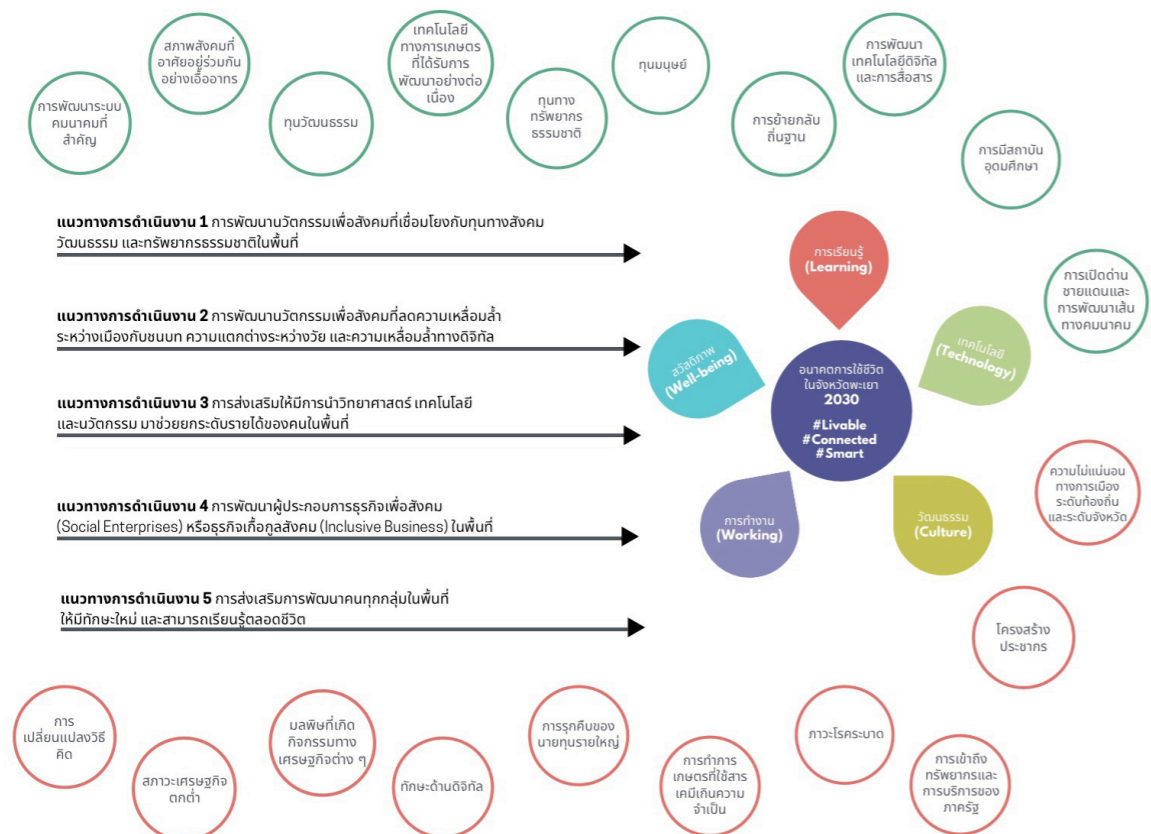 การพัฒนาระบบ
คมนาคมที่
สำคัญ
สภาพสังคมที่
อาศัยอยู่ร่วมกัน
อย่างเอื้ออาทร
ทุนวัฒนธรรม
เทคโนโลยี
ทางการเกษตร
ที่ได้รับการ
พัฒนาอย่างต่อ
เนื่อง
ทุนทาง
ทรัพยากร
ธรรมชาติ
ทุนมนุษย์
การย้ายกลับ
ถิ่นฐาน
การพัฒนา
เทคโนโลยีดิจิทัล
และการสื่อสาร
การมีสถาบัน
อุดมศึกษา
การเปิดด่าน
ชายแดนและ
การพัฒนาเส้น
ทางคมนาคม
แนวทางการดำเนินงาน 1 การพัฒนานวัตกรรมเพื่อสังคมที่เชื่อมโยงกับทุนทางสังคม
วัฒนธรรม และทรัพยากรธรรมชาติในพื้นที่
แนวทางการดำเนินงาน 2 การพัฒนานวัตกรรมเพื่อสังคมที่ลดความเหลื่อมล้ำ
ระหว่างเมืองกับชนบท ความแตกต่างระหว่างวัย และความเหลื่อมล้ำทางดิจิทัล
แนวทางการดำเนินงาน 3 การส่งเสริมให้มีการนำวิทยาศาสตร์ เทคโนโลยี
และนวัตกรรม มาช่วยยกระดับรายได้ของคนในพื้นที่
แนวทางการดำเนินงาน 4 การพัฒนาผู้ประกอบการธุรกิจเพื่อสังคม
(Social Enterprises) หรือธุรกิจเกื้อกูลสังคม (Inclusive Business) ในพื้นที่
แนวทางการดำเนินงาน 5 การส่งเสริมการพัฒนาคนทุกกลุ่มในพื้นที่
ให้มีทักษะใหม่ และสามารถเรียนรู้ตลอดชีวิต
การเรียนรู้
(Learning)
สวัสดิภาพ
(Well-being)
เทคโนโลยี
(Technology)
อนาคตการใช้ชีวิต
ในจังหวัดพะเยา
2030
#Livable
#Connected
#Smart
การทำงาน
(Working)
วัฒนธรรม
(Culture)
ความไม่แน่นอน
ทางการเมือง
ระดับท้องถิ่น
และระดับจังหวัด
โครงสร้าง
ประชากร
การ
เปลี่ยนแปลงวิธี
คิด
สภาวะเศรษฐกิจ
ตกต่ำ
มลพิษที่เกิด
กิจกรรมทาง
เศรษฐกิจต่าง ๆ
ทักษะด้านดิจิทัล
การรุกคืบของ
นายทุนรายใหญ่
การทำการ
เกษตรที่ใช้สาร
เคมีเกินความ
จำเป็น
ภาวะโรคระบาด
การเข้าถึง
ทรัพยากรและ
การบริการของ
ภาครัฐ